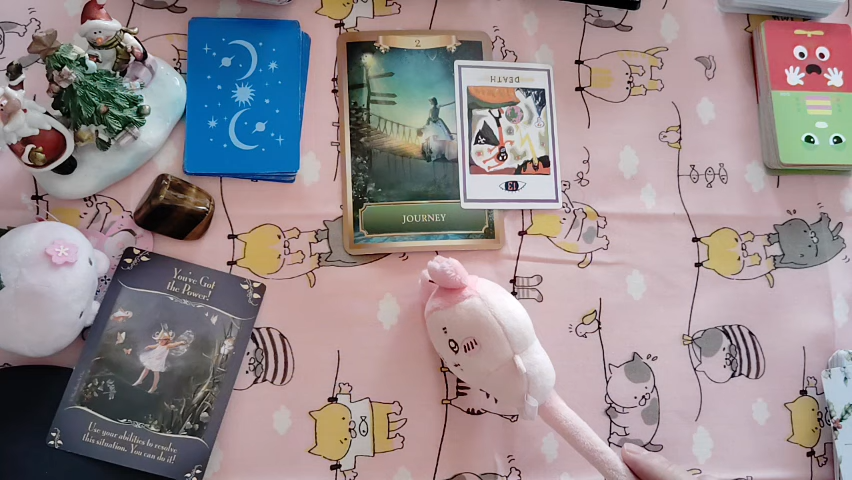 2
JOURNEY
DEATH
13
You've Got
the Power!
Use your abilities to resolve
this situation. You can do it!